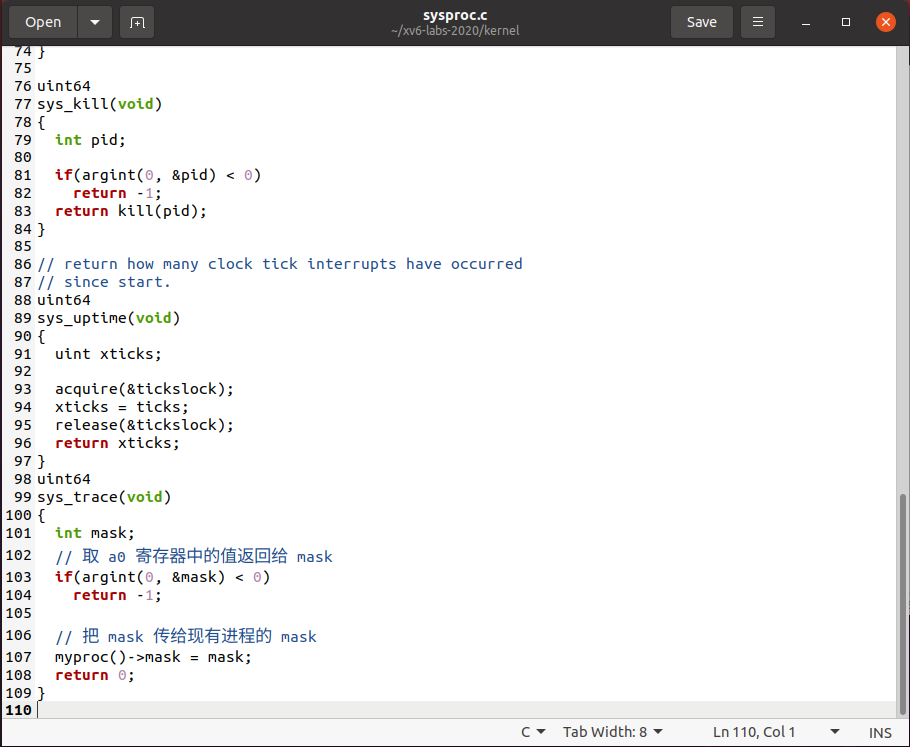 Open
sysproc.c
~/xv6-labs-2020/kernel
Save
74 }
75
76 uint64
77 sys_kill(void)
78 {
79   int pid;
80
81   if(argint(0, &pid) < 0)
82     return -1;
83   return kill(pid);
84 }
85
86 // return how many clock tick interrupts have occurred
87 // since start.
88 uint64
89 sys_uptime(void)
90 {
91   uint xticks;
92
93   acquire(&tickslock);
94   xticks = ticks;
95   release(&tickslock);
96   return xticks;
97 }
98 uint64
99 sys_trace(void)
100 {
101   int mask;
102   // 取 a0 寄存器中的值返回给 mask
103   if(argint(0, &mask) < 0)
104     return -1;
105
106   // 把 mask 传给现有进程的 mask
107   myproc()->mask = mask;
108   return 0;
109 }
110
C Tab Width: 8 Ln 110, Col 1 INS